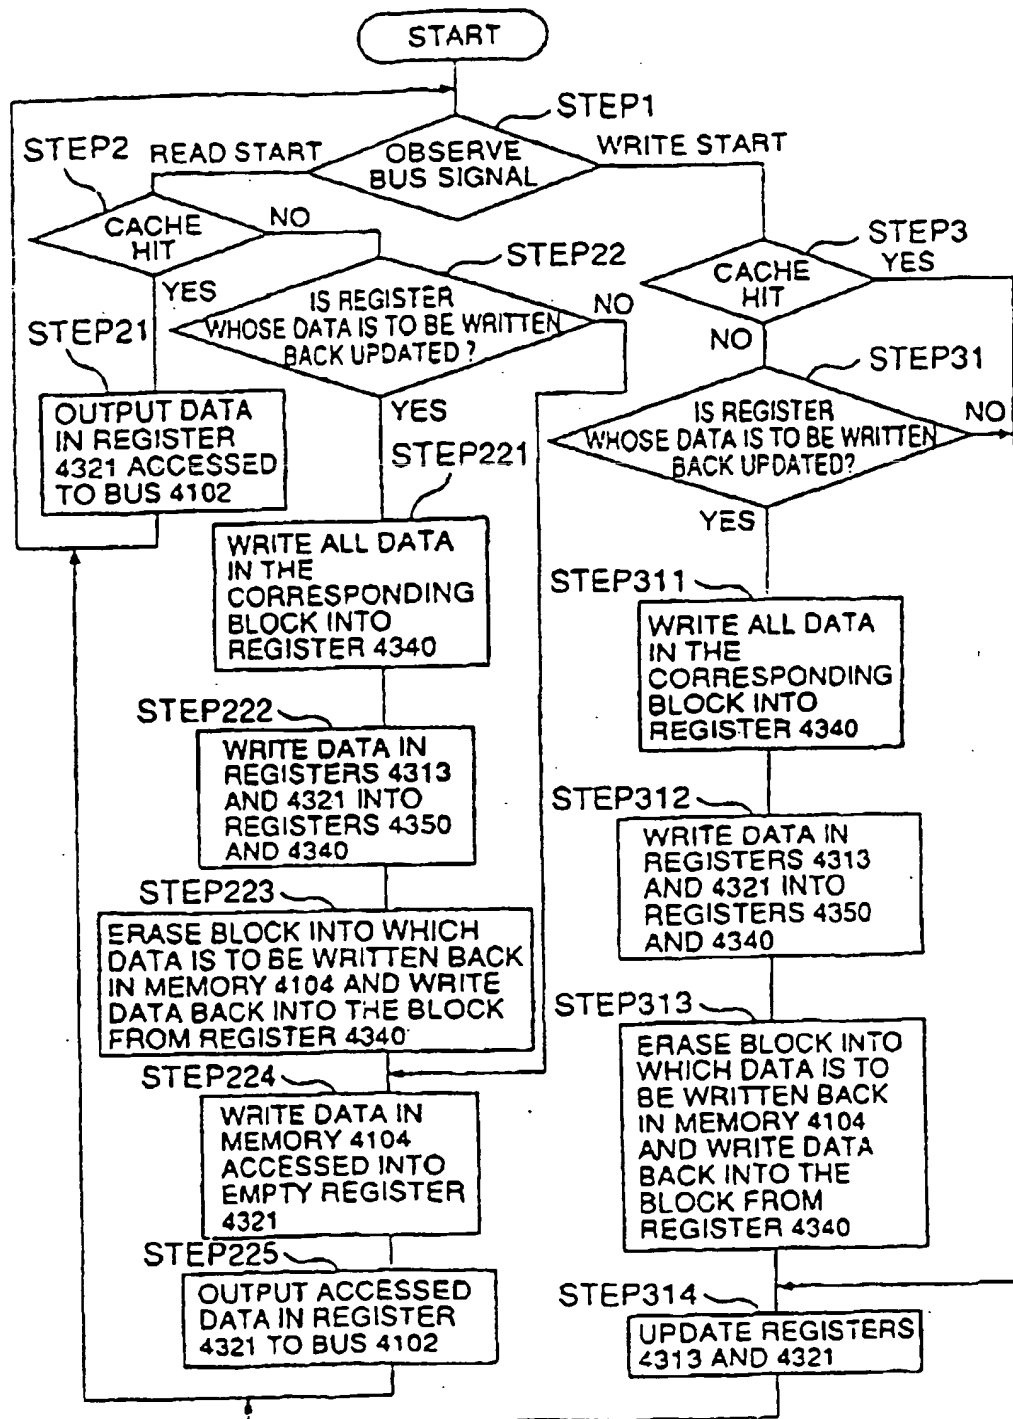 START
STEP1
STEP2
READ START
OBSERVE
BUS SIGNAL
WRITE START
CACHE
HIT
NO
STEP3
CACHE
HIT
YES
YES
STEP22
IS REGISTER
WHOSE DATA IS TO BE WRITTEN
BACK UPDATED ?
NO
NO
STEP21
YES
STEP31
OUTPUT DATA
IN REGISTER
4321 ACCESSED
TO BUS 4102
IS REGISTER
WHOSE DATA IS TO BE WRITTEN
BACK UPDATED?
NO
YES
STEP221
WRITE ALL DATA
IN THE
CORRESPONDING
BLOCK INTO
REGISTER 4340
STEP311
WRITE ALL DATA
IN THE
CORRESPONDING
BLOCK INTO
REGISTER 4340
STEP222
WRITE DATA IN
REGISTERS 4313
AND 4321 INTO
REGISTERS 4350
AND 4340
STEP312
WRITE DATA IN
REGISTERS 4313
AND 4321 INTO
REGISTERS 4350
AND 4340
STEP223
ERASE BLOCK INTO WHICH
DATA IS TO BE WRITTEN BACK
IN MEMORY 4104 AND WRITE
DATA BACK INTO THE BLOCK
FROM REGISTER 4340
STEP313
ERASE BLOCK INTO
WHICH DATA IS TO
BE WRITTEN BACK
IN MEMORY 4104
AND WRITE DATA
BACK INTO THE
BLOCK FROM
REGISTER 4340
STEP224
WRITE DATA IN
MEMORY 4104
ACCESSED INTO
EMPTY REGISTER
4321
STEP225
OUTPUT ACCESSED
DATA IN REGISTER
4321 TO BUS 4102
STEP314
UPDATE REGISTERS
4313 AND 4321